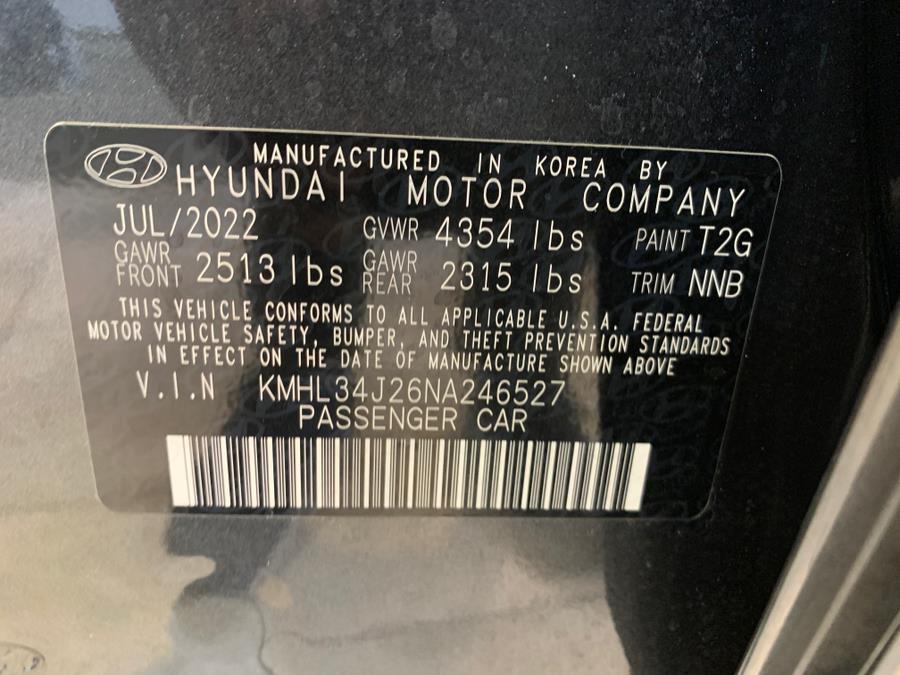 MANUFACTURED IN KOREA BY
HYUNDAI MOTOR COMPANY
JUL/2022 GVWR 4354 lbs PAINT T2G
GAWR FRONT 2513 lbs GAWR REAR 2315 lbs TRIM NNB
THIS VEHICLE CONFORMS TO ALL APPLICABLE U.S.A. FEDERAL
MOTOR VEHICLE SAFETY, BUMPER, AND THEFT PREVENTION STANDARDS
IN EFFECT ON THE DATE OF MANUFACTURE SHOWN ABOVE
V.I.N KMHL34J26NA246527
PASSENGER CAR